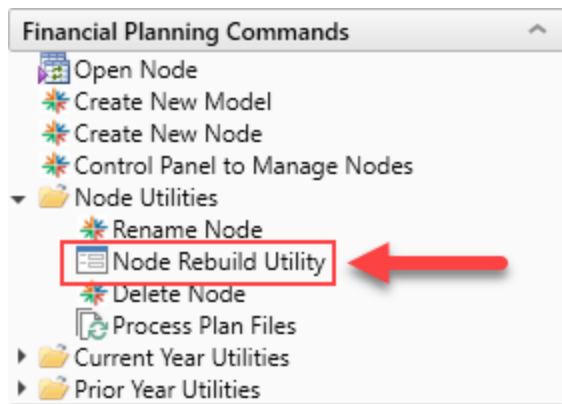 Financial Planning Commands
Open Node
Create New Model
Create New Node
Control Panel to Manage Nodes
Node Utilities
Rename Node
Node Rebuild Utility
Delete Node
Process Plan Files
Current Year Utilities
Prior Year Utilities